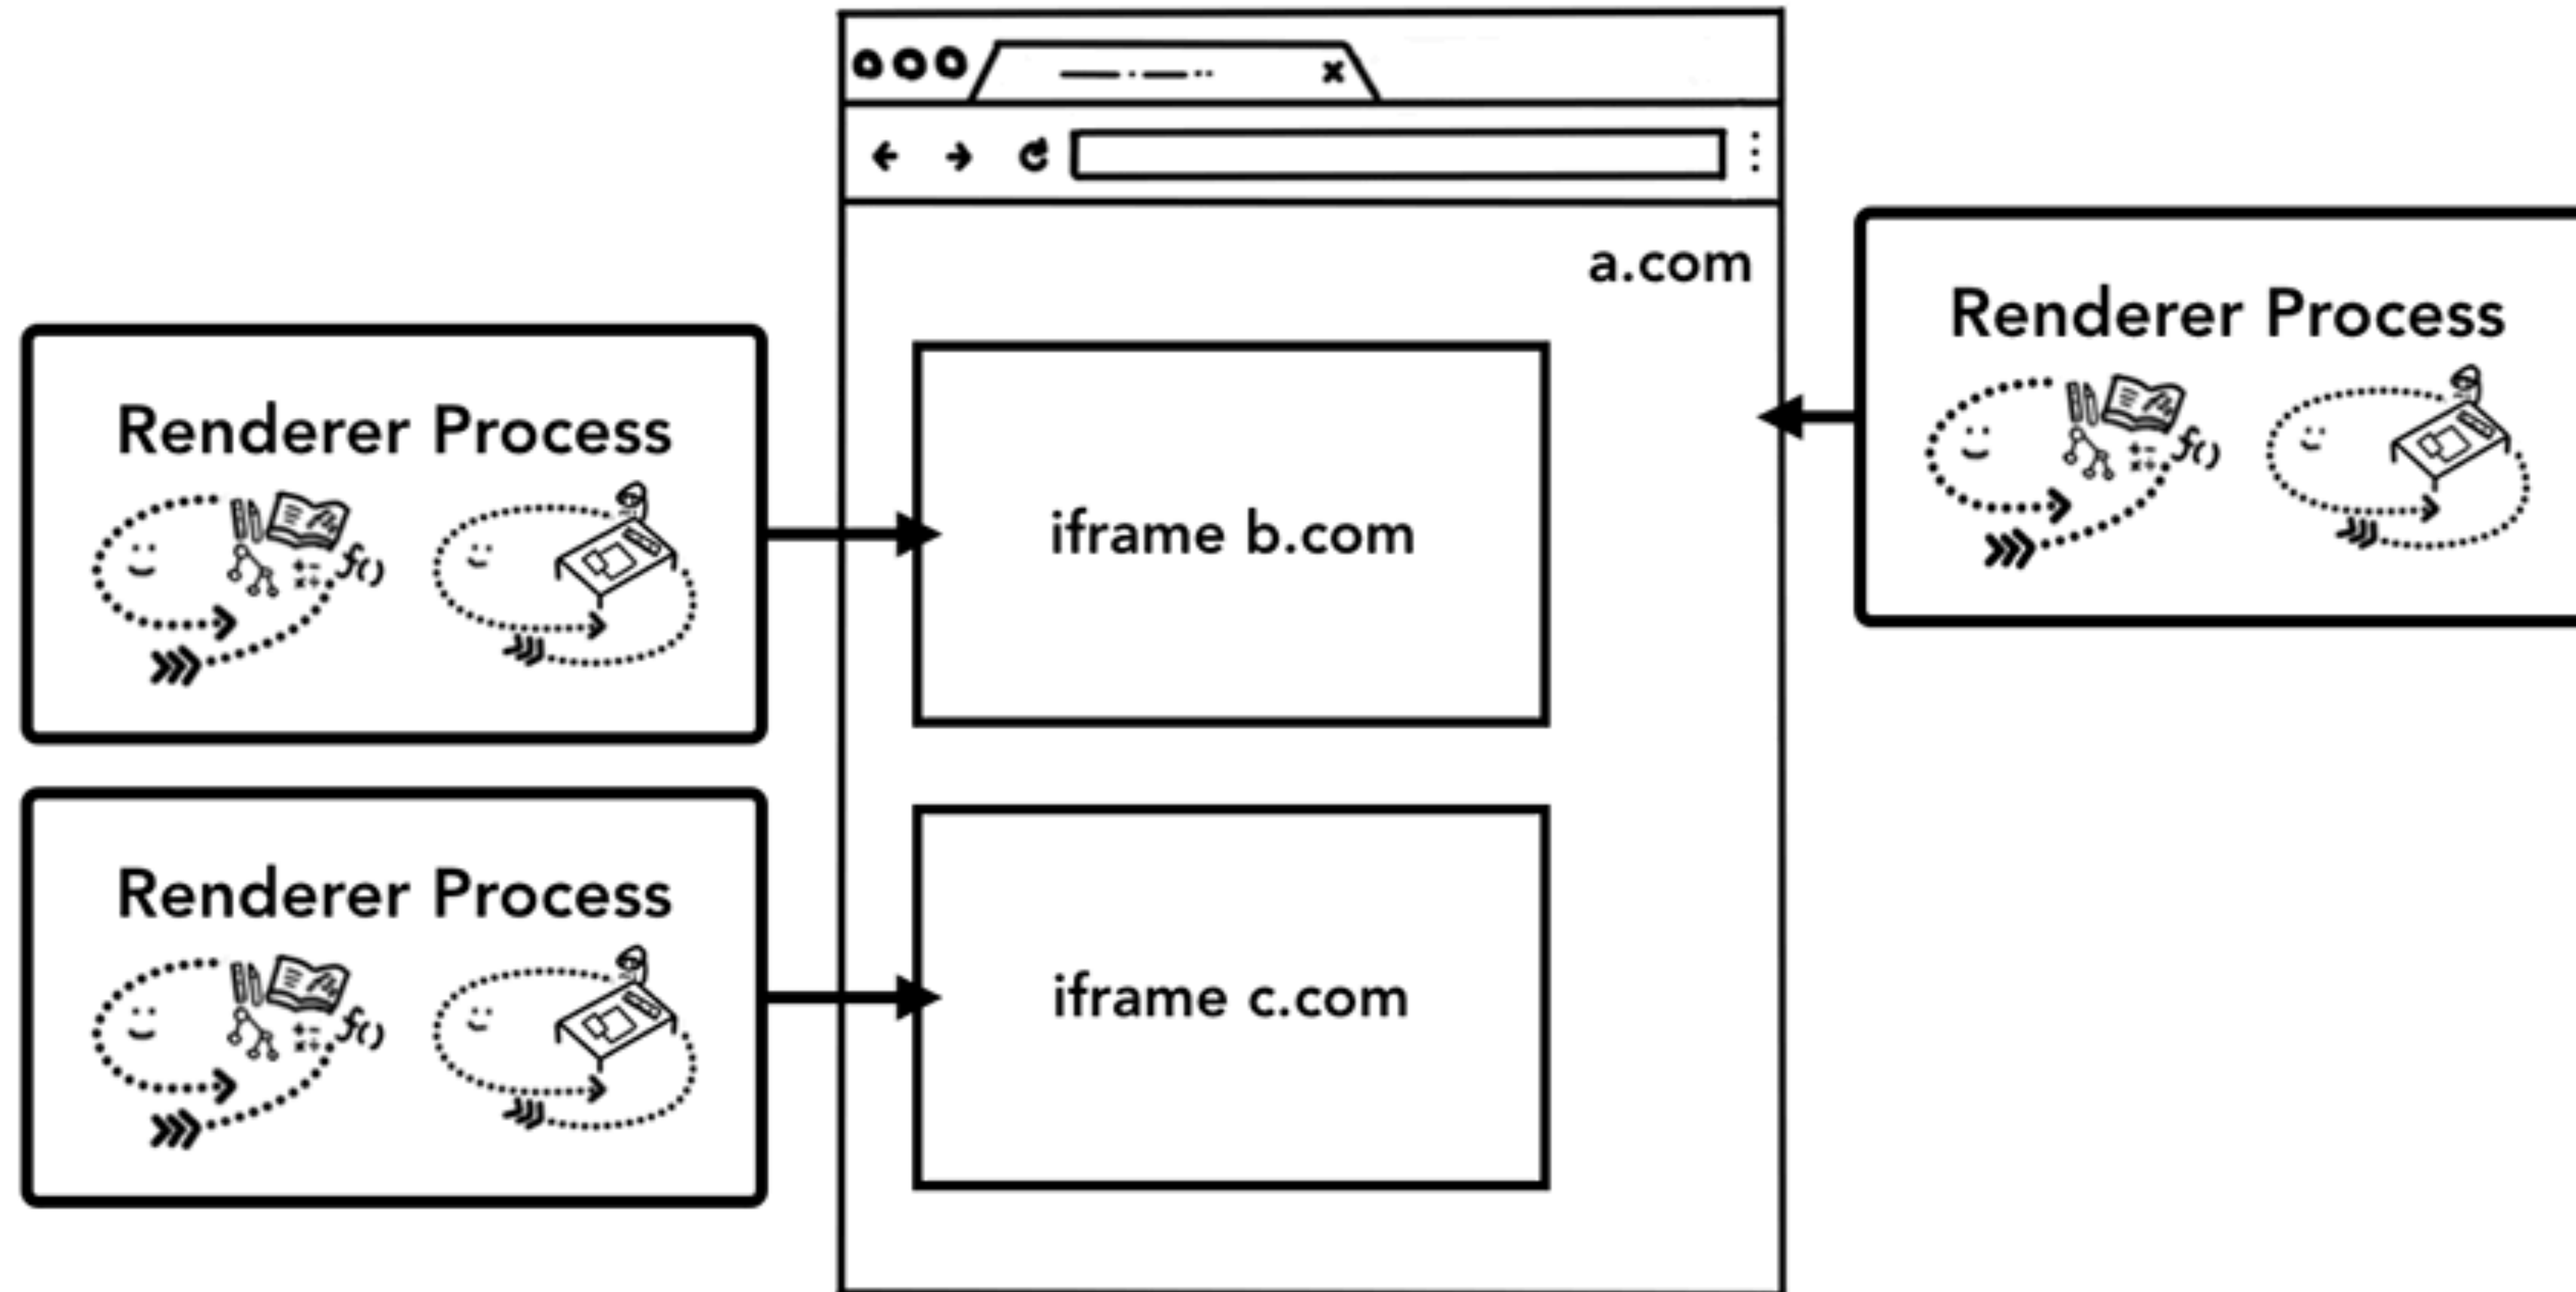 a.com
Renderer Process
f()
Renderer Process
f()
iframe b.com
Renderer Process
f()
iframe c.com